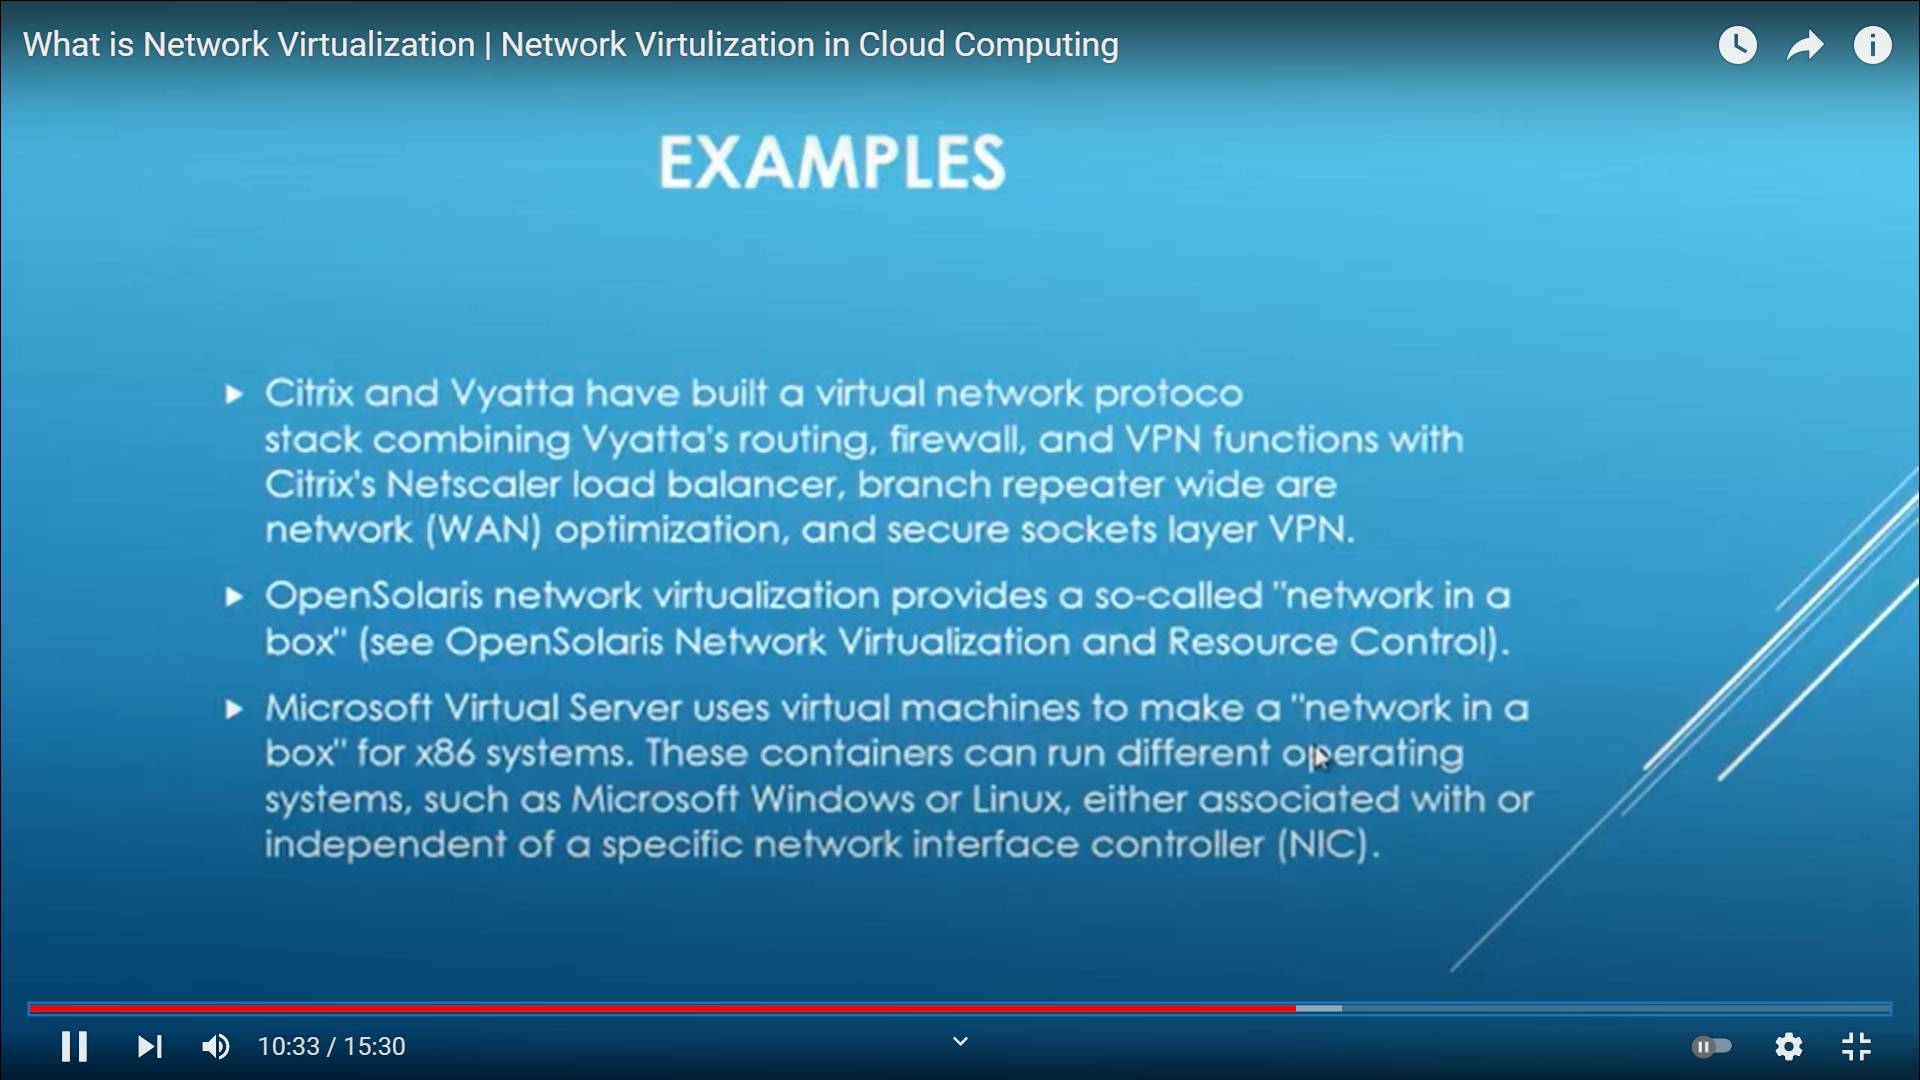 What is Network Virtualization | Network Virtulization in Cloud Computing
EXAMPLES
Citrix and Vyatta have built a virtual network protoco
stack combining Vyatta's routing, firewall, and VPN functions with
Citrix's Netscaler load balancer, branch repeater wide are
network (WAN) optimization, and secure sockets layer VPN.
OpenSolaris network virtualization provides a so-called "network in a
box" (see OpenSolaris Network Virtualization and Resource Control).
Microsoft Virtual Server uses virtual machines to make a "network in a
box" for x86 systems. These containers can run different operating
systems, such as Microsoft Windows or Linux, either associated with or
independent of a specific network interface controller (NIC).
10:33 / 15:30